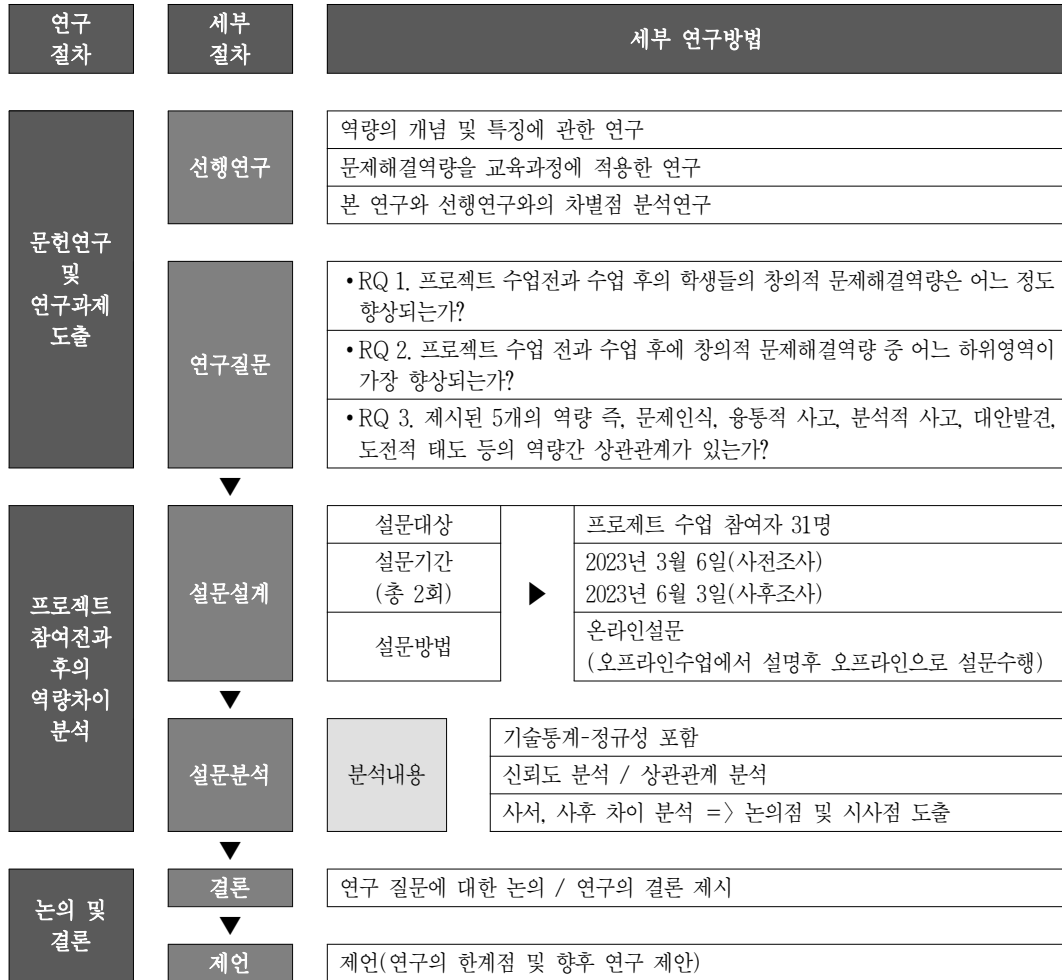 연구
절차
세부
절차
세부 연구방법
문헌연구
및
연구과제
도출
선행연구
역량의 개념 및 특징에 관한 연구
문제해결역량을 교육과정에 적용한 연구
본 연구와 선행연구와의 차별점 분석연구
연구질문
•RQ 1. 프로젝트 수업전과 수업 후의 학생들의 창의적 문제해결역량은 어느 정도
향상되는가?
•RQ 2. 프로젝트 수업 전과 수업 후에 창의적 문제해결역량 중 어느 하위영역이
가장 향상되는가?
•RQ 3. 제시된 5개의 역량 즉, 문제인식, 융통적 사고, 분석적 사고, 대안발견,
도전적 태도 등의 역량간 상관관계가 있는가?
▼
프로젝트
참여전과
후의
역량차이
분석
설문설계
설문대상
▶
프로제트 수업 참여자 31명
설문기간
(총 2회)
2023년 3월 6일(사전조사)
2023년 6월 3일(사후조사)
설문방법
온라인설문
(오프라인수업에서 설명후 오프라인으로 설문수행)
▼
설문분석
분석내용
기술통계-정규성 포함
신뢰도 분석 / 상관관계 분석
사서, 사후 차이 분석 =〉 논의점 및 시사점 도출
▼
논의 및
결론
결론
연구 질문에 대한 논의 / 연구의 결론 제시
▼
제언
제언(연구의 한계점 및 향후 연구 제안)